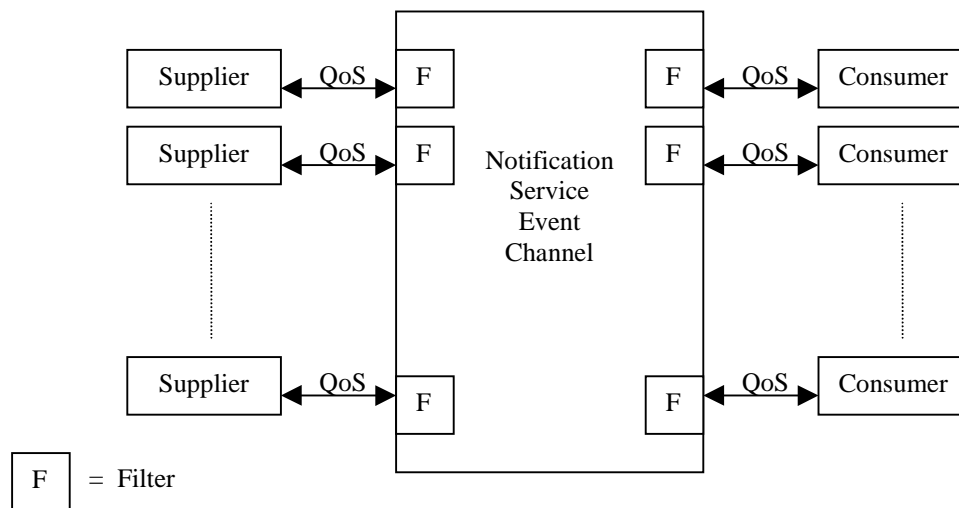 Supplier QoS F F QoS Consumer
Supplier QoS F F QoS Consumer
Notification
Service
Event
Channel
Supplier QoS F F QoS Consumer
F = Filter